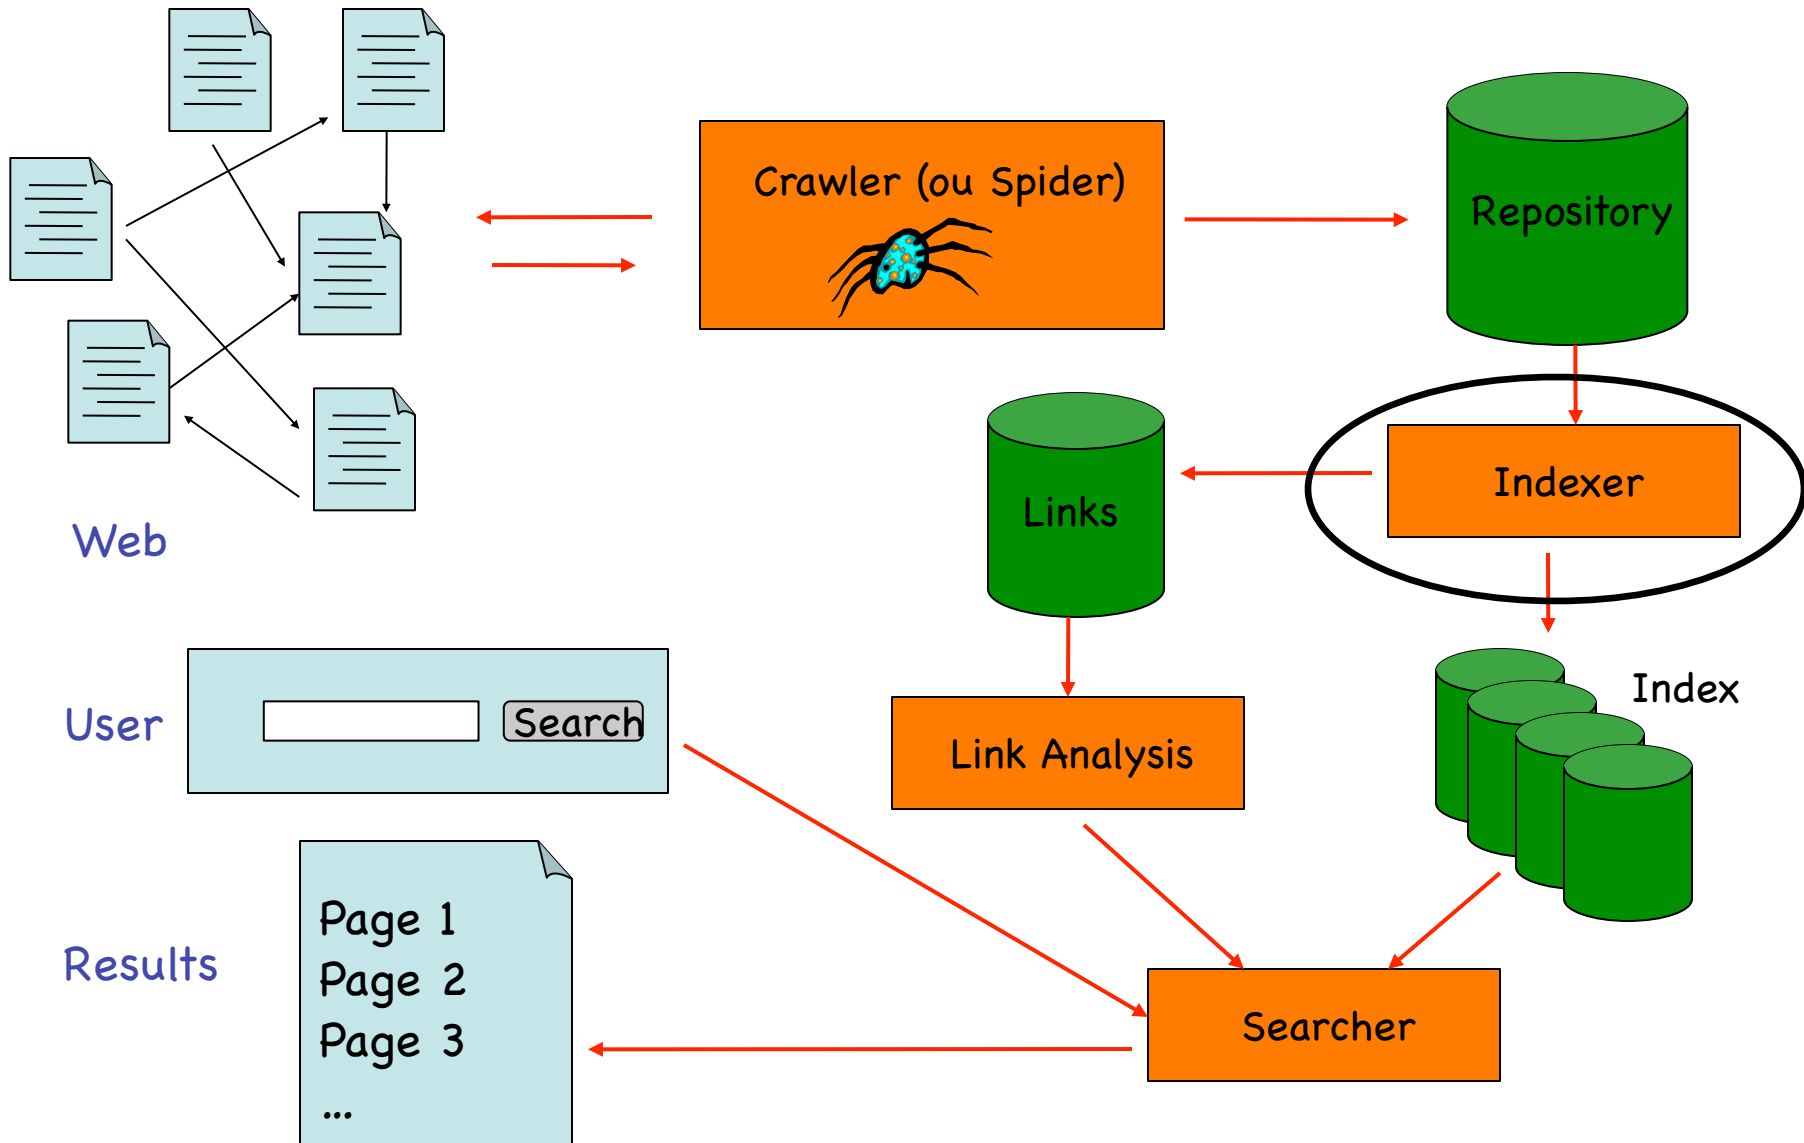 Crawler (ou Spider)
Repository
Indexer
Links
Web
Index
User
Search
Link Analysis
Results
Page 1
Page 2
Page 3
...
Searcher